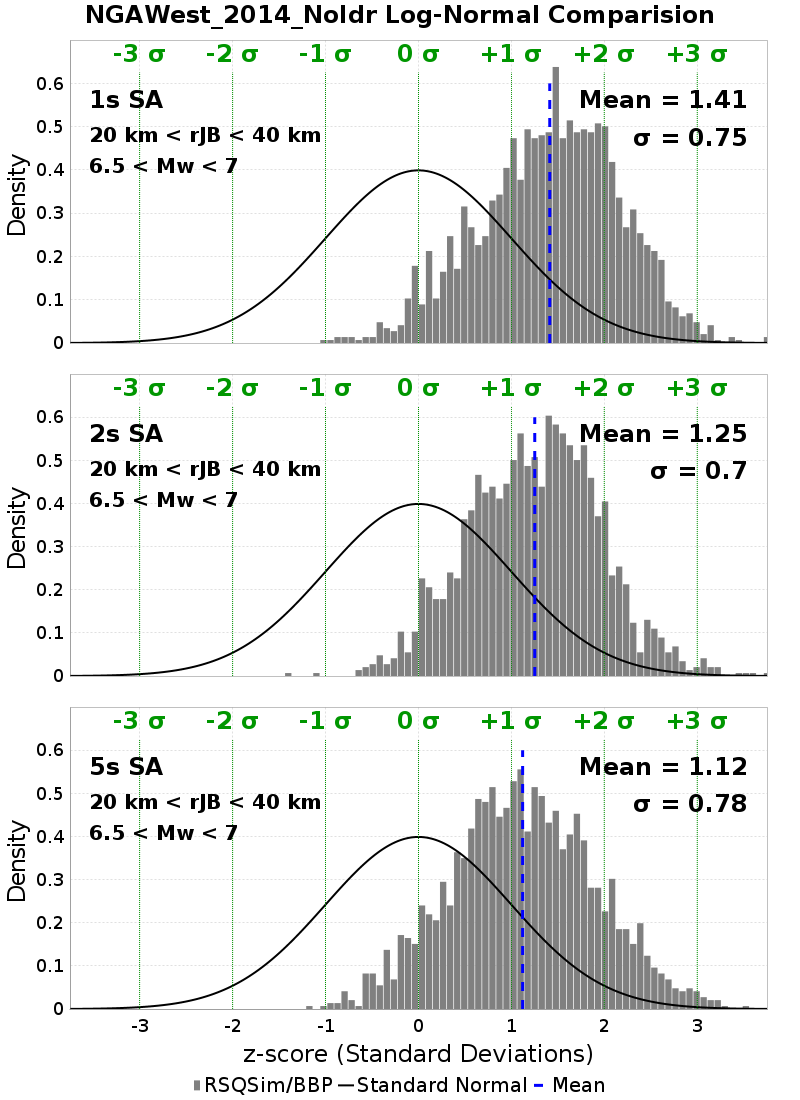 NGAWest_2014_NoIdr Log-Normal Comparision
-3 σ -2 σ -1 σ 0 σ +1 σ +2 σ +3 σ
0.6
1s SA
Mean = 1.41
0.5
20 km < rJB < 40 km
σ = 0.75
6.5 < Mw < 7
0.4
Density
0.3
0.2
0.1
0
-3 σ -2 σ -1 σ 0 σ +1 σ +2 σ +3 σ
0.6
2s SA
Mean = 1.25
0.5
20 km < rJB < 40 km
σ = 0.7
6.5 < Mw < 7
0.4
Density
0.3
0.2
0.1
0
-3 σ -2 σ -1 σ 0 σ +1 σ +2 σ +3 σ
0.6
5s SA
Mean = 1.12
0.5
20 km < rJB < 40 km
σ = 0.78
6.5 < Mw < 7
0.4
Density
0.3
0.2
0.1
0
-3 -2 -1 0 1 2 3
z-score (Standard Deviations)
RSQSim/BBP Standard Normal Mean